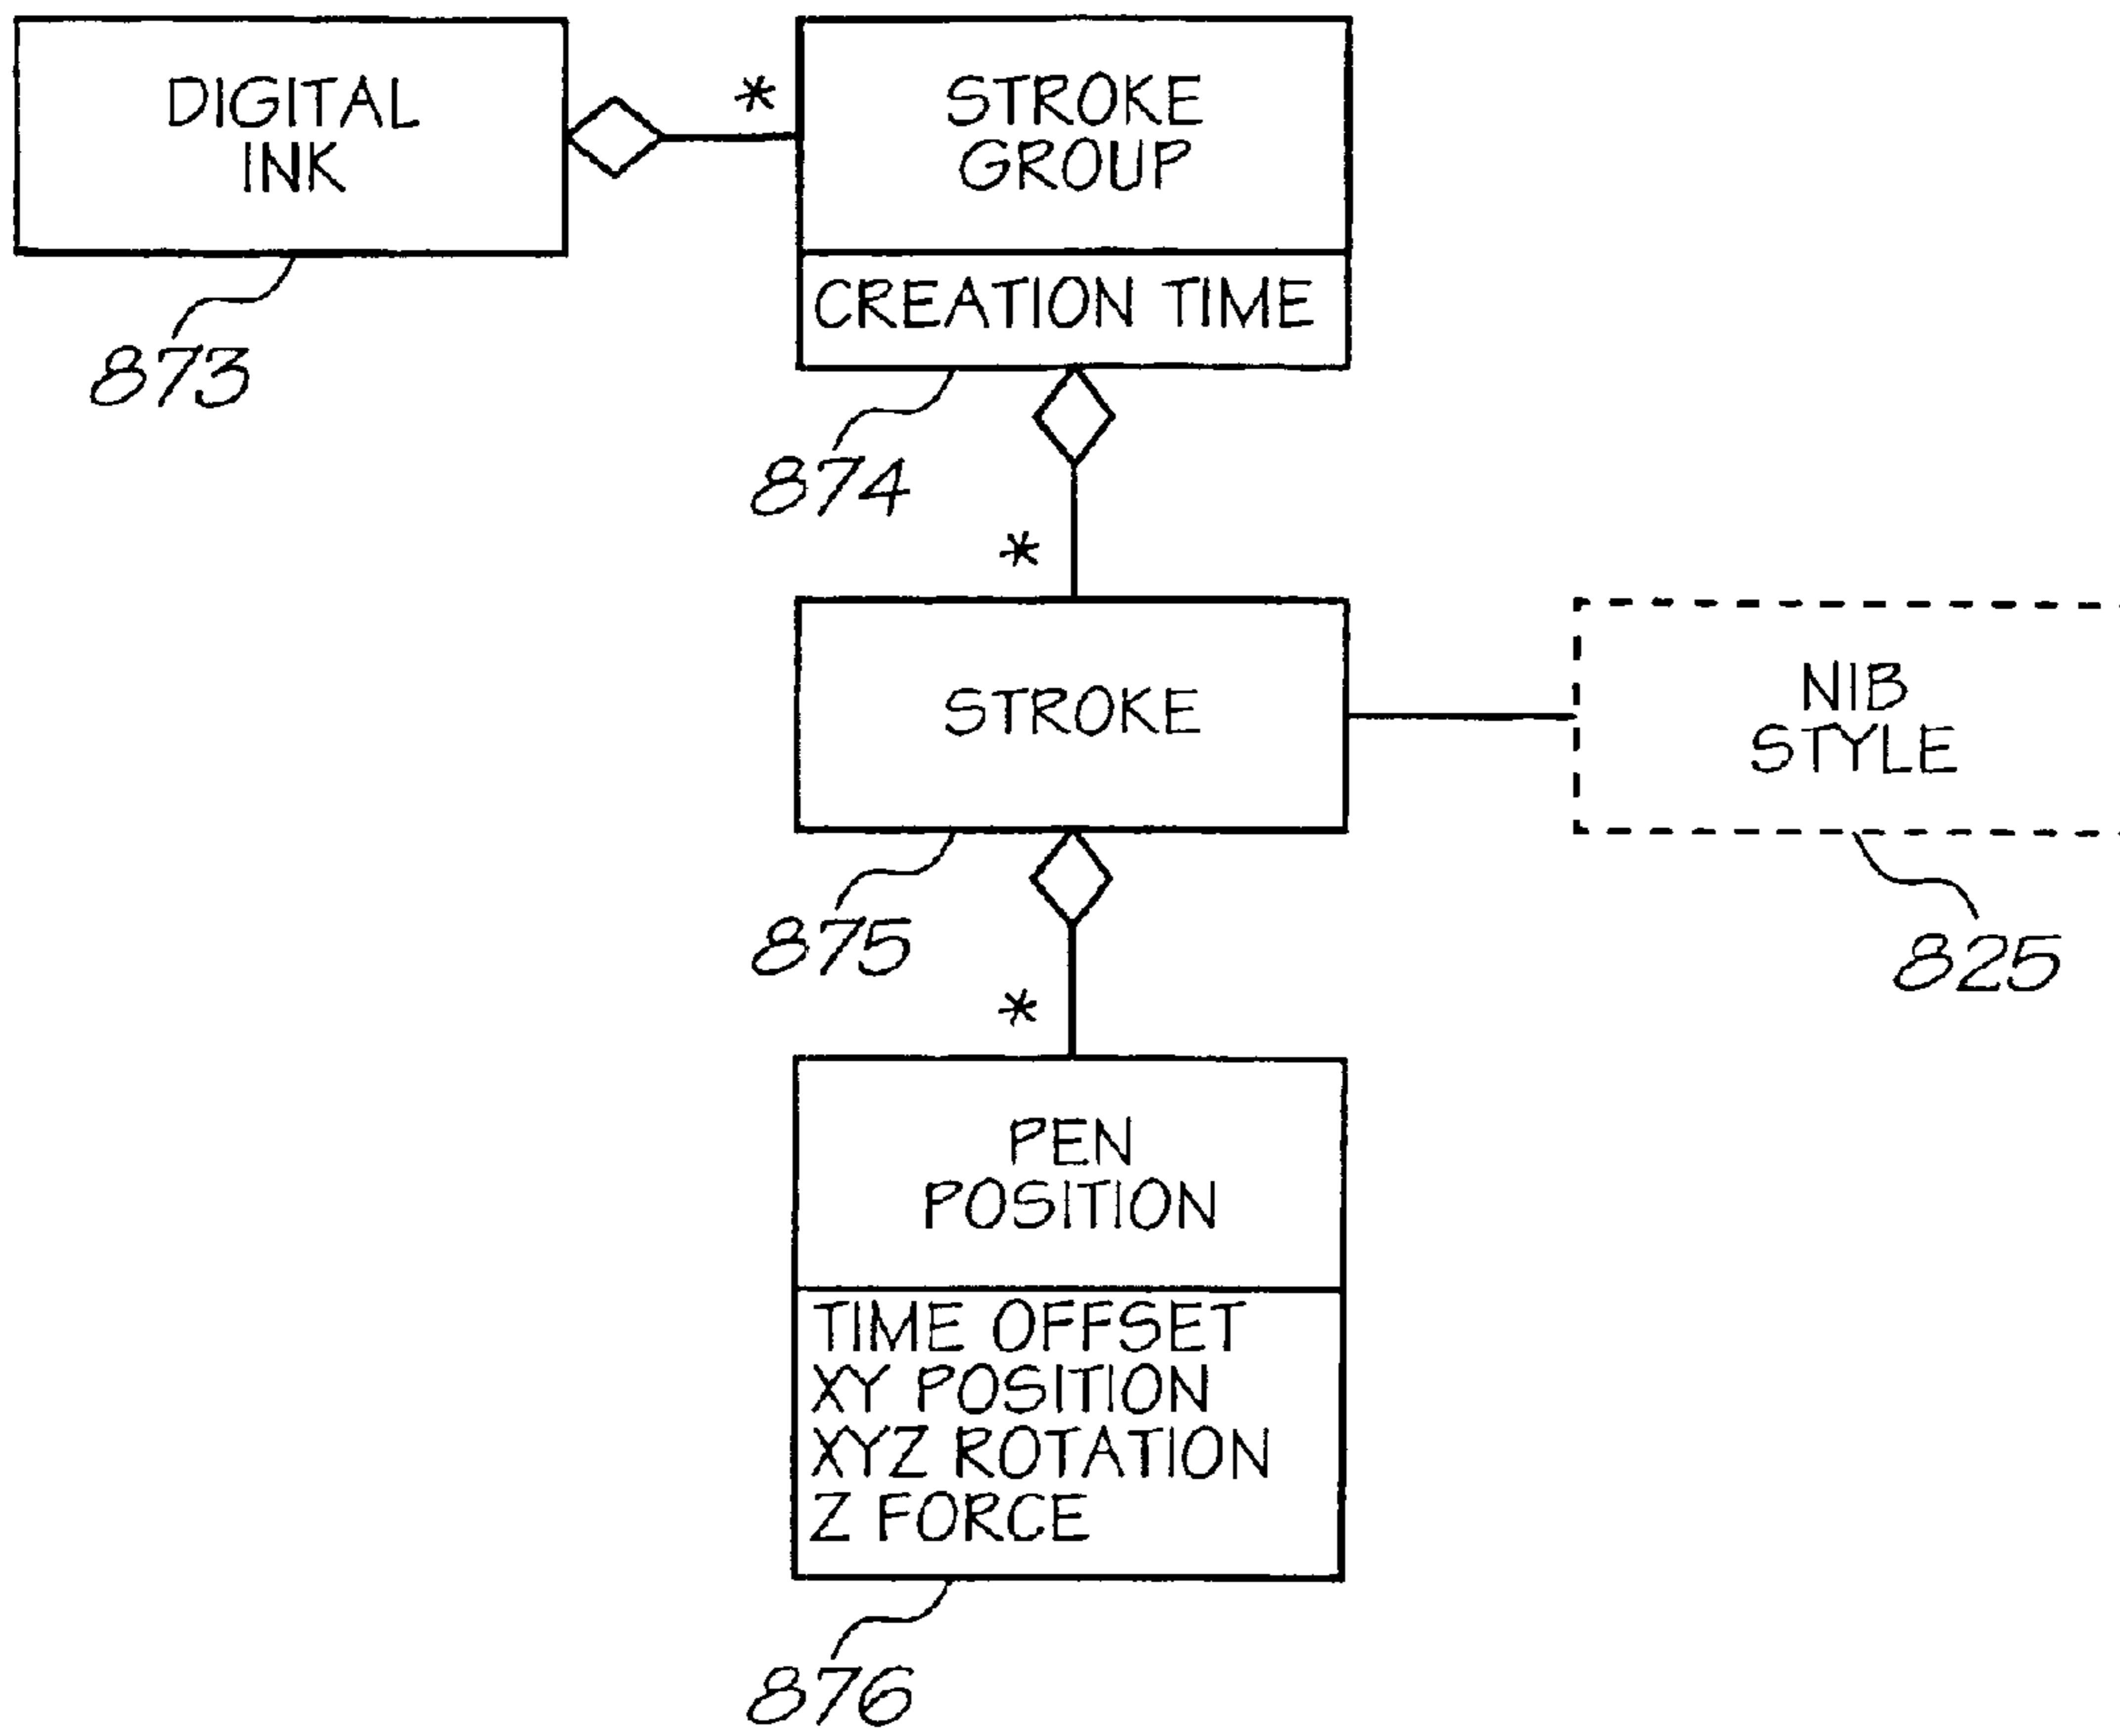 DIGITAL
INK
*
STROKE
GROUP
CREATION TIME
873
874
*
STROKE
NIB
STYLE
875
825
*
PEN
POSITION
TIME OFFSET
XY POSITION
XYZ ROTATION
Z FORCE
876